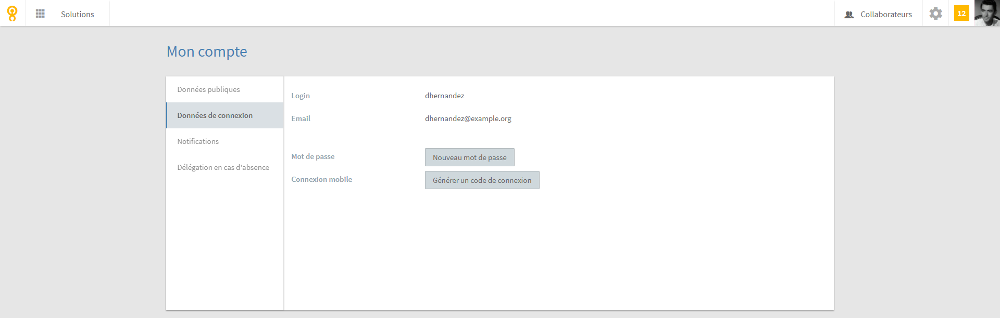 Solutions
Collaborateurs
12
Mon compte
Données publiques
Données de connexion
Notifications
Délégation en cas d'absence
Login dhernandez
Email dhernandez@example.org
Mot de passe Nouveau mot de passe
Connexion mobile Générer un code de connexion